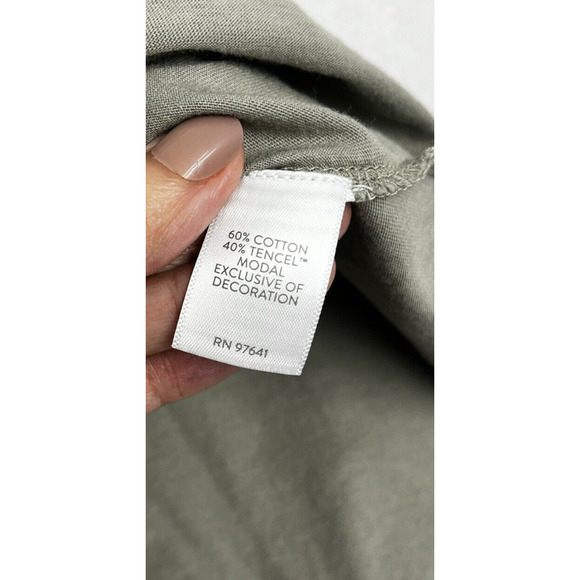 60% COTTON
40% TENCEL™
MODAL
EXCLUSIVE OF
DECORATION
RN 97641